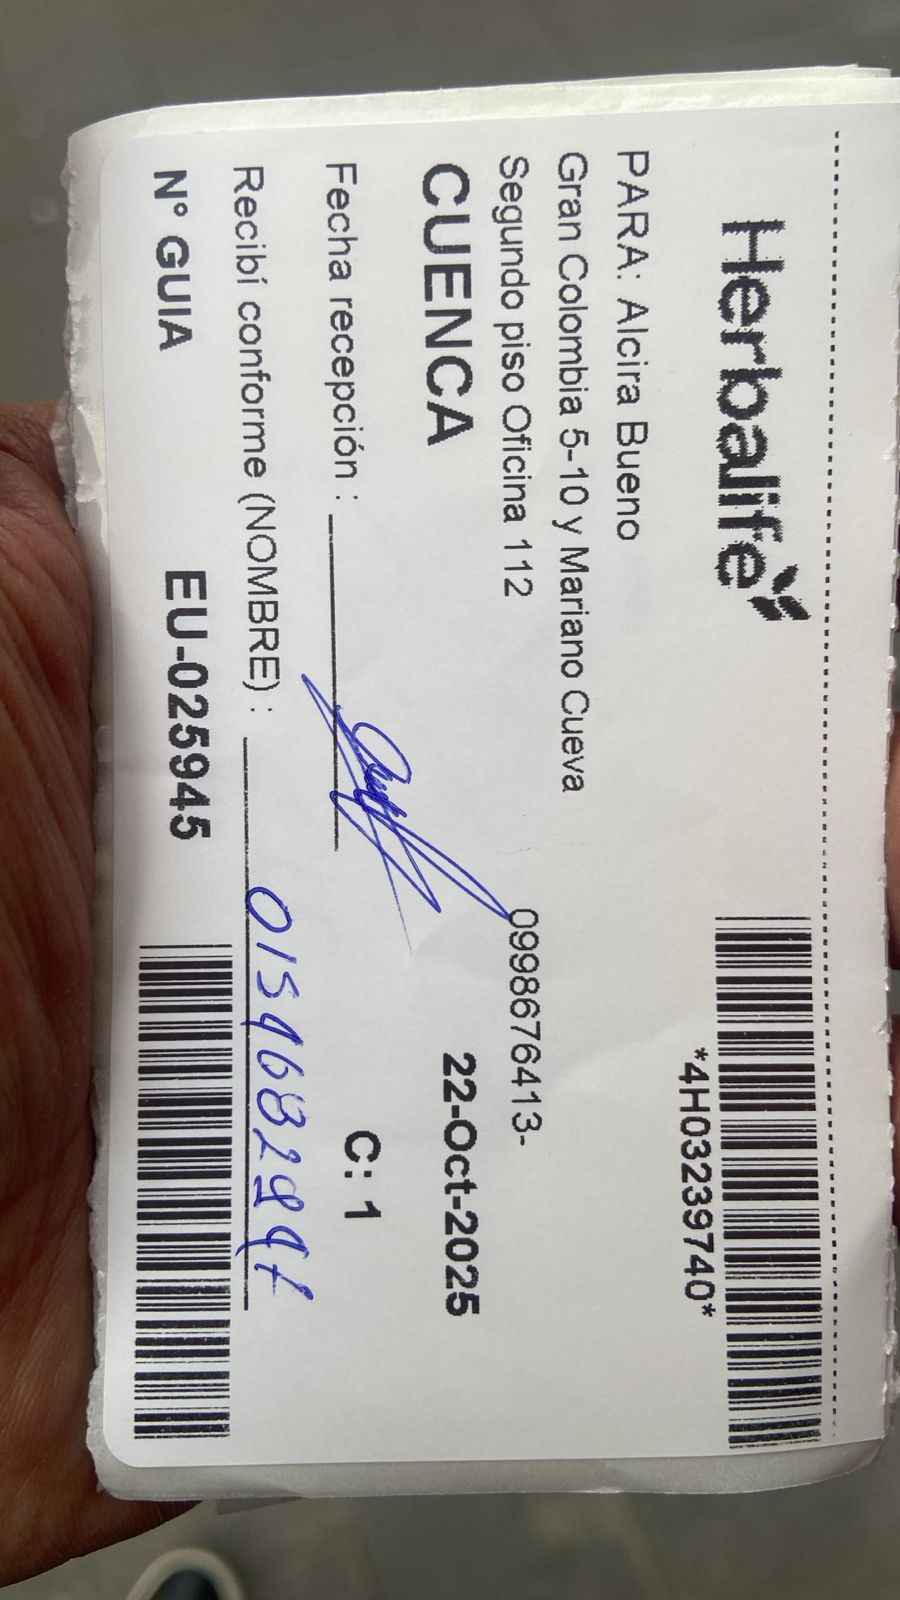 Herbalife
*4H03239740*
PARA: Alcira Bueno
Gran Colombia 5-10 y Mariano Cueva
Segundo piso Oficina 112
0998676413-
CUENCA
22-Oct-2025
Fecha recepción :
C: 1
Recibí conforme (NOMBRE) :
N° GUIA
EU-025945